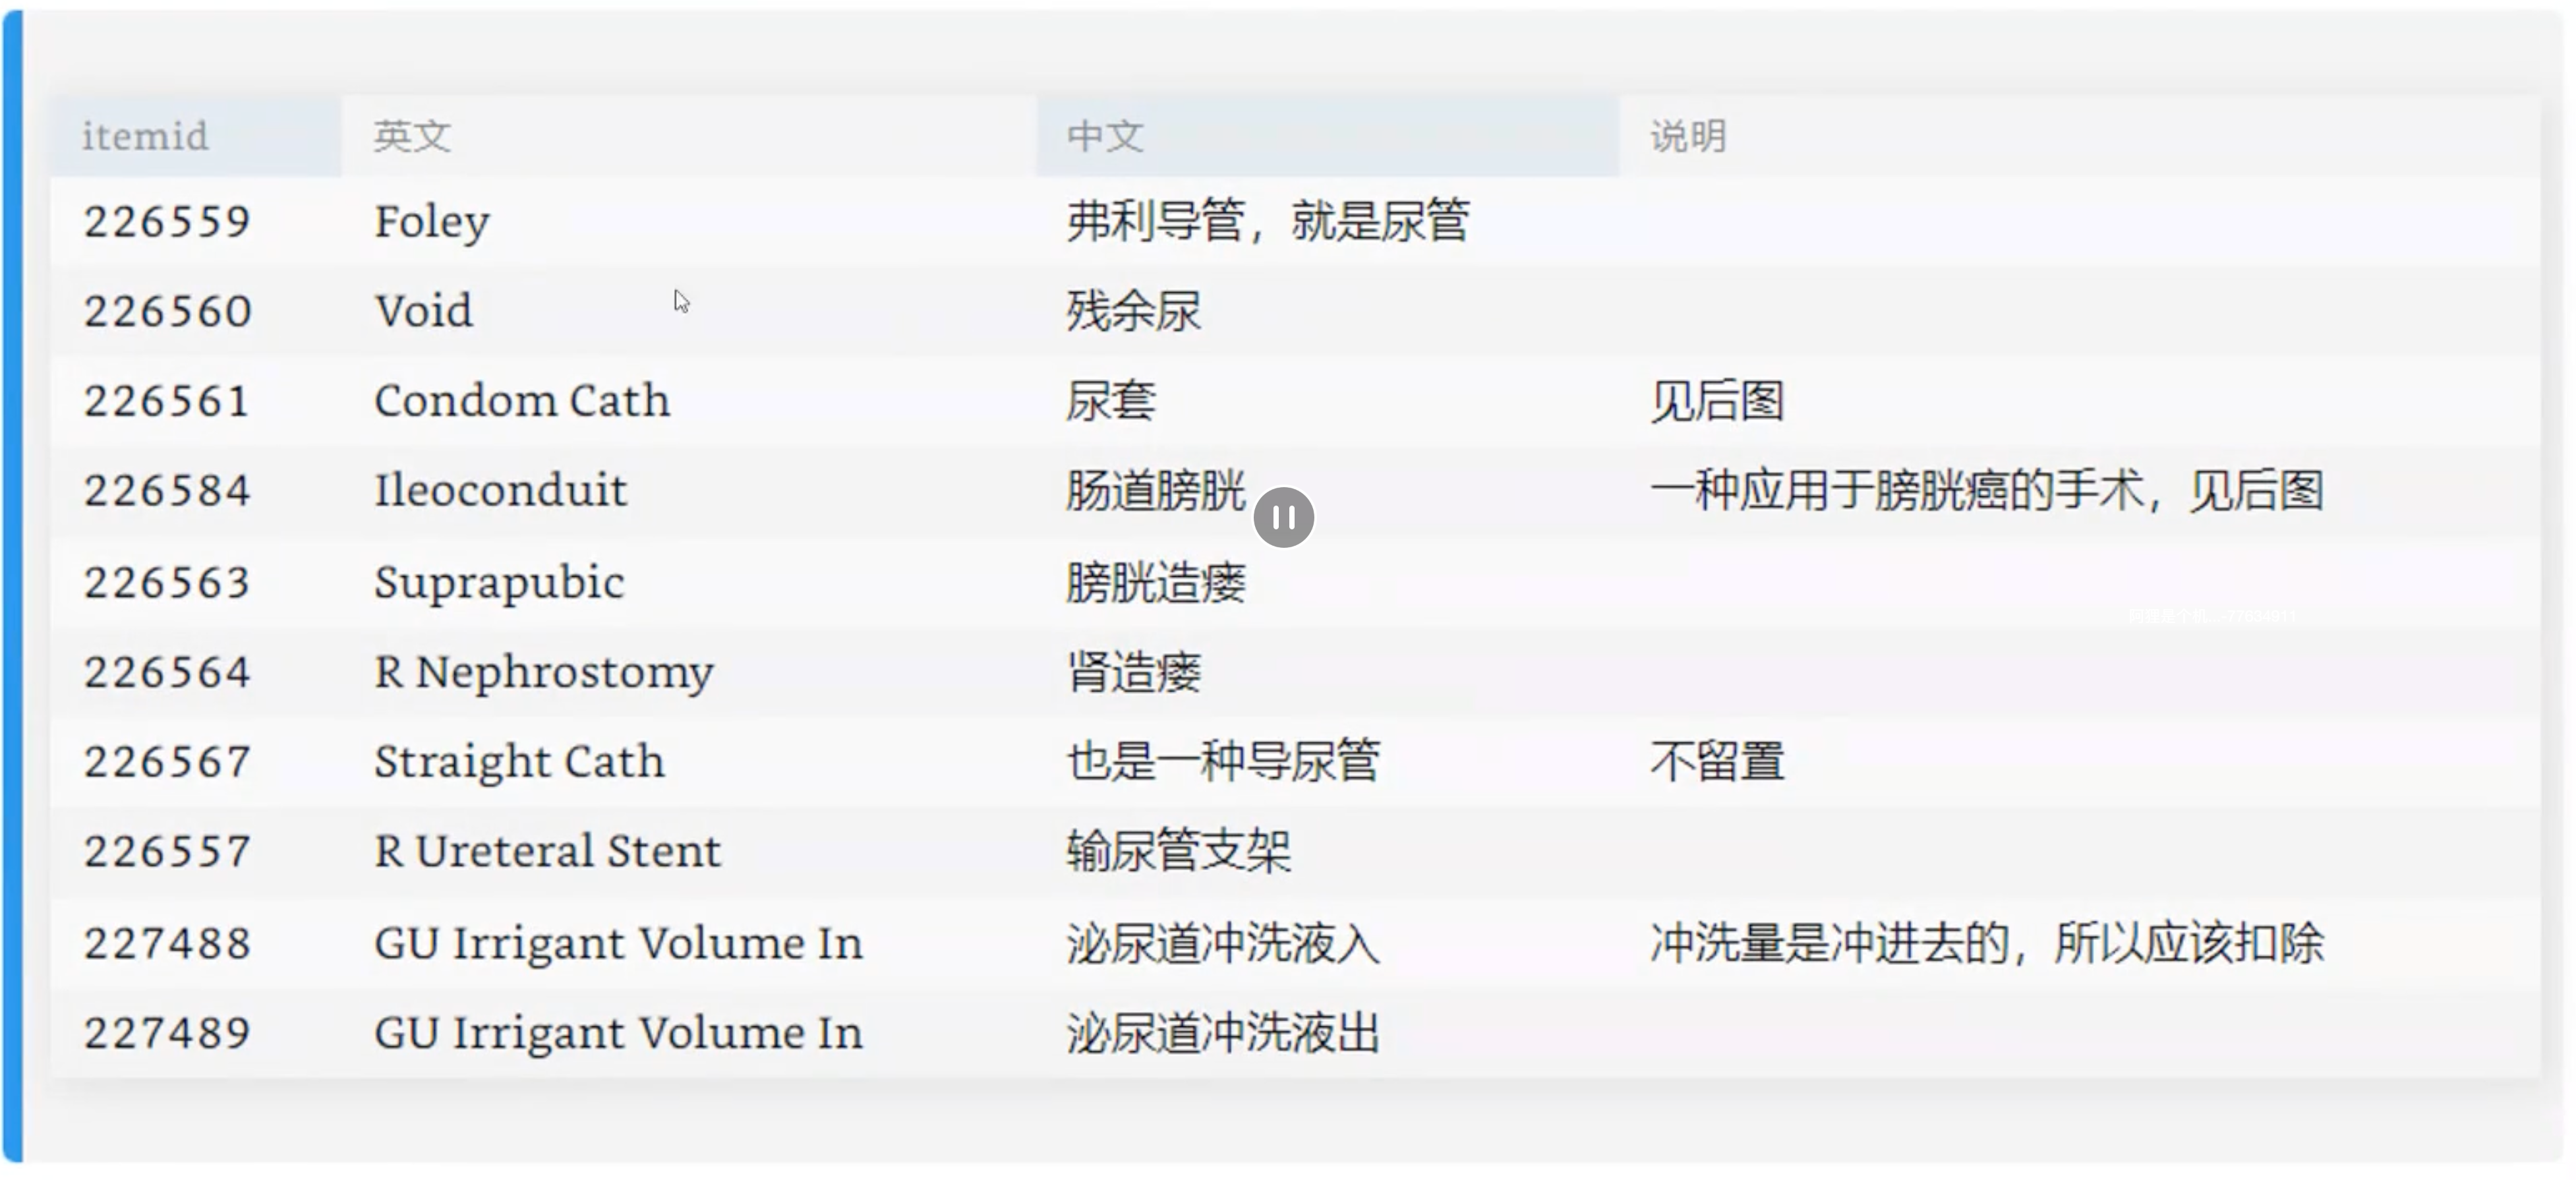 itemid 英文 中文 说明
226559 Foley 弗利导管，就是尿管
226560 Void 残余尿
226561 Condom Cath 尿套 见后图
226584 Ileoconduit 肠道膀胱 一种应用于膀胱癌的手术，见后图
226563 Suprapubic 膀胱造瘘
226564 R Nephrostomy 肾造瘘
226567 Straight Cath 也是一种导尿管 不留置
226557 R Ureteral Stent 输尿管支架
227488 GU Irrigant Volume In 泌尿道冲洗液入 冲洗量是冲进去的，所以应该扣除
227489 GU Irrigant Volume In 泌尿道冲洗液出